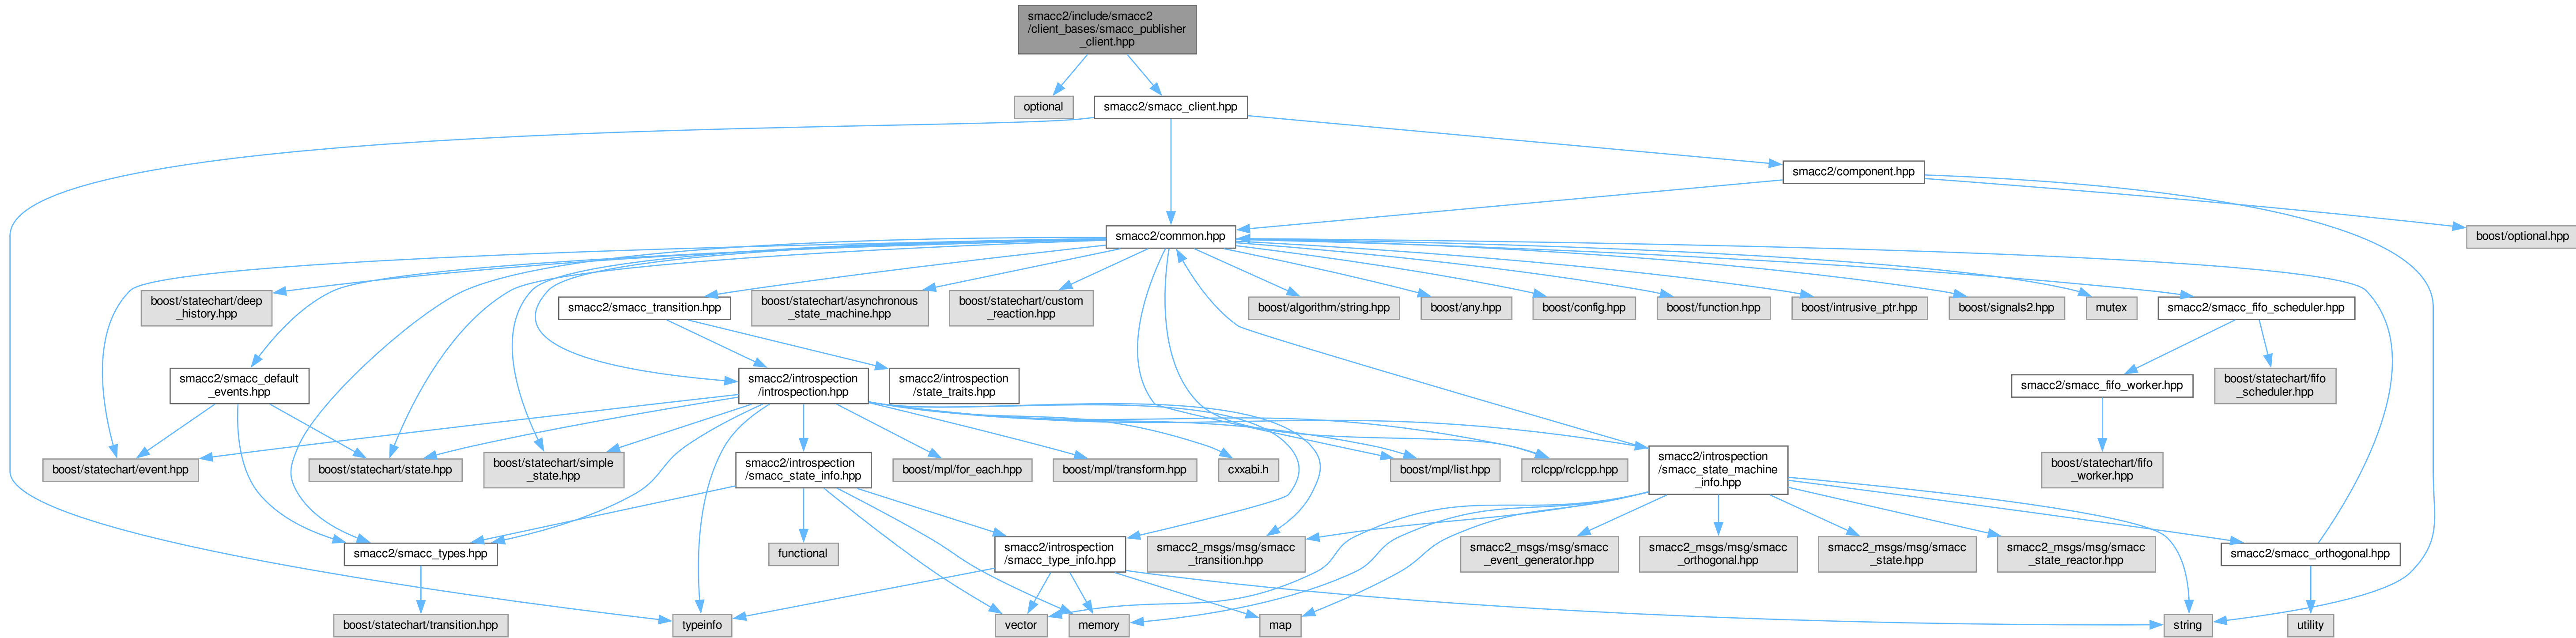 smacc2/include/smacc2
/client_bases/smacc_publisher
_client.hpp
optional
smacc2/smacc_client.hpp
smacc2/component.hpp
smacc2/common.hpp
boost/optional.hpp
boost/statechart/deep
_history.hpp
smacc2/smacc_transition.hpp
boost/statechart/asynchronous
_state_machine.hpp
boost/statechart/custom
_reaction.hpp
boost/algorithm/string.hpp
boost/any.hpp
boost/config.hpp
boost/function.hpp
boost/intrusive_ptr.hpp
boost/signals2.hpp
mutex
smacc2/smacc_fifo_scheduler.hpp
smacc2/smacc_default
_events.hpp
smacc2/introspection
/introspection.hpp
smacc2/introspection
/state_traits.hpp
smacc2/smacc_fifo_worker.hpp
boost/statechart/fifo
_scheduler.hpp
boost/statechart/event.hpp
boost/statechart/state.hpp
boost/statechart/simple
_state.hpp
smacc2/introspection
/smacc_state_info.hpp
boost/mpl/for_each.hpp
boost/mpl/transform.hpp
cxxabi.h
boost/mpl/list.hpp
rclcpp/rclcpp.hpp
smacc2/introspection
/smacc_state_machine
_info.hpp
boost/statechart/fifo
_worker.hpp
smacc2/smacc_types.hpp
functional
smacc2/introspection
/smacc_type_info.hpp
smacc2_msgs/msg/smacc
_transition.hpp
smacc2_msgs/msg/smacc
_event_generator.hpp
smacc2_msgs/msg/smacc
_orthogonal.hpp
smacc2_msgs/msg/smacc
_state.hpp
smacc2_msgs/msg/smacc
_state_reactor.hpp
smacc2/smacc_orthogonal.hpp
boost/statechart/transition.hpp
typeinfo
vector
memory
map
string
utility